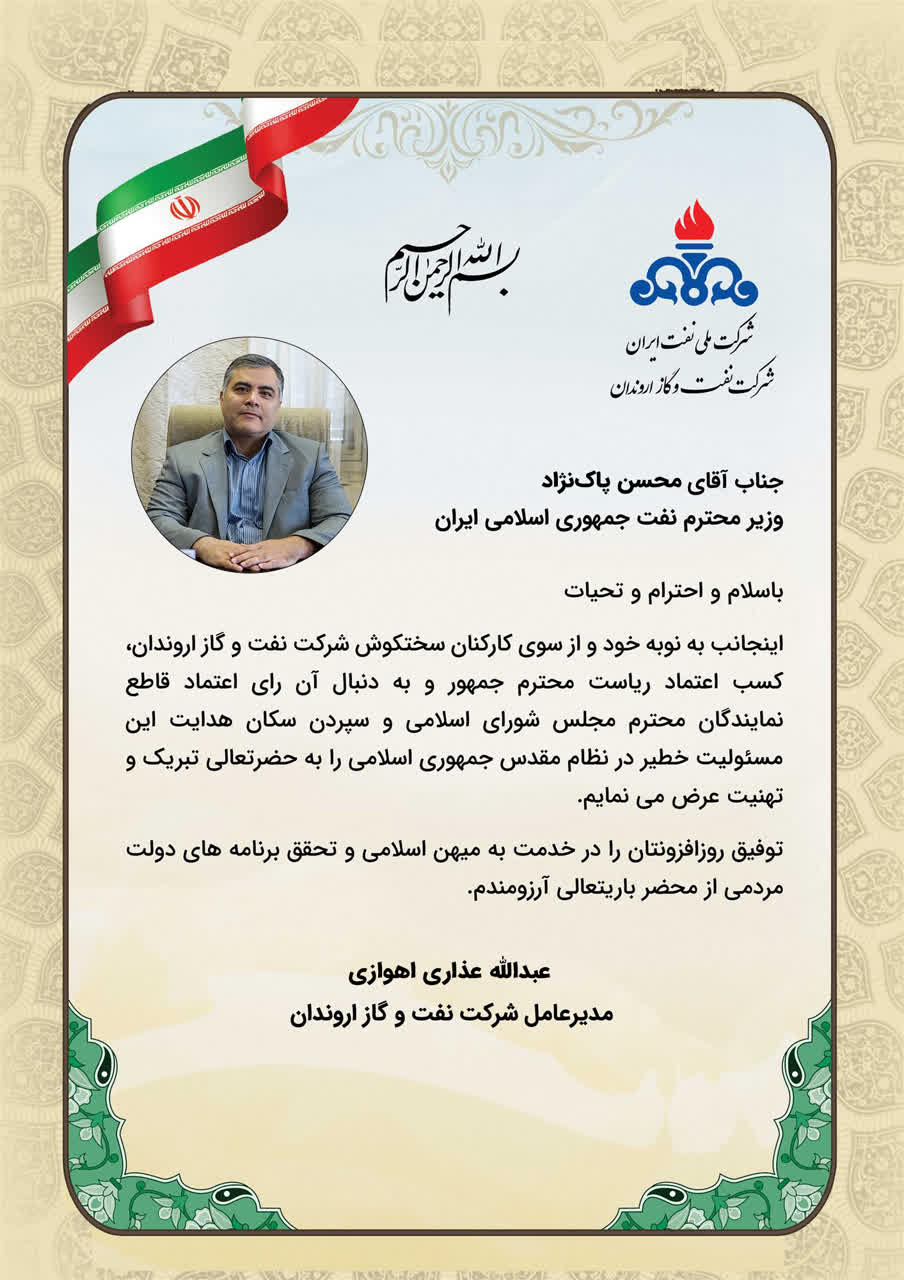 بسم الله الرحمن الرحیم
شرکت ملی نفت ایران
شرکت نفت و گاز اروندان
جناب آقای محسن پاک‌نژاد
وزیر محترم نفت جمهوری اسلامی ایران
باسلام و احترام و تحیات
اینجانب به نوبه خود و از سوی کارکنان سختکوش شرکت نفت و گاز اروندان،
کسب اعتماد ریاست محترم جمهور و به دنبال آن رای اعتماد قاطع
نمایندگان محترم مجلس شورای اسلامی و سپردن سکان هدایت این
مسئولیت خطیر در نظام مقدس جمهوری اسلامی را به حضرتعالی تبریک و
تهنیت عرض می نمایم.
توفیق روزافزونتان را در خدمت به میهن اسلامی و تحقق برنامه های دولت
مردمی از محضر باریتعالی آرزومندم.
عبدالله عذاری اهوازی
مدیرعامل شرکت نفت و گاز اروندان